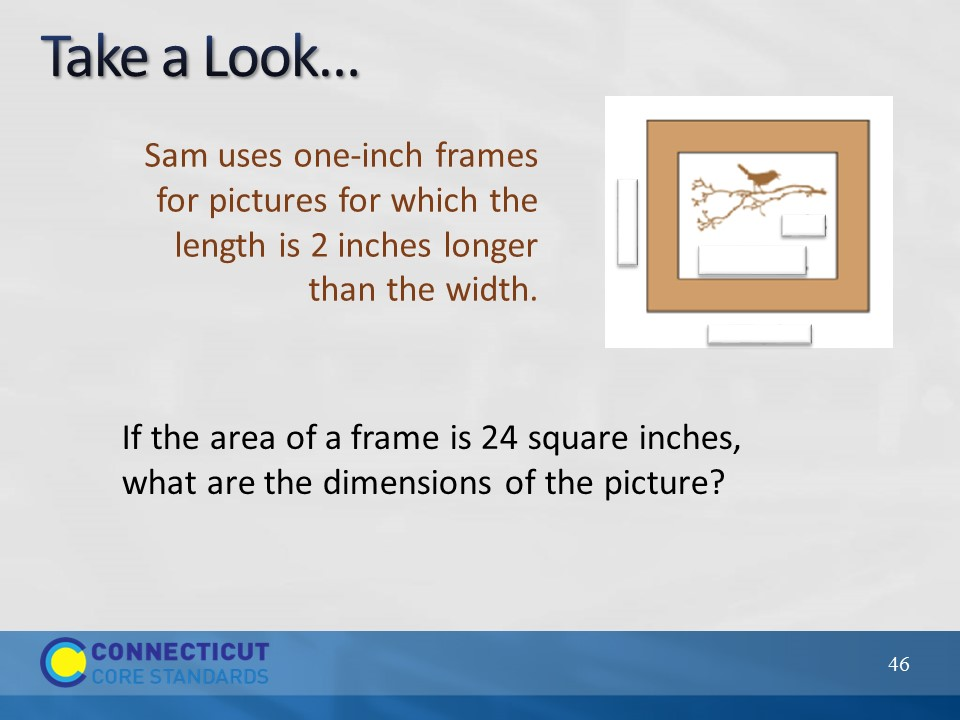 Take a Look...
Sam uses one-inch frames
for pictures for which the
length is 2 inches longer
than the width.
If the area of a frame is 24 square inches,
what are the dimensions of the picture?
CONNECTICUT
CORE STANDARDS
46